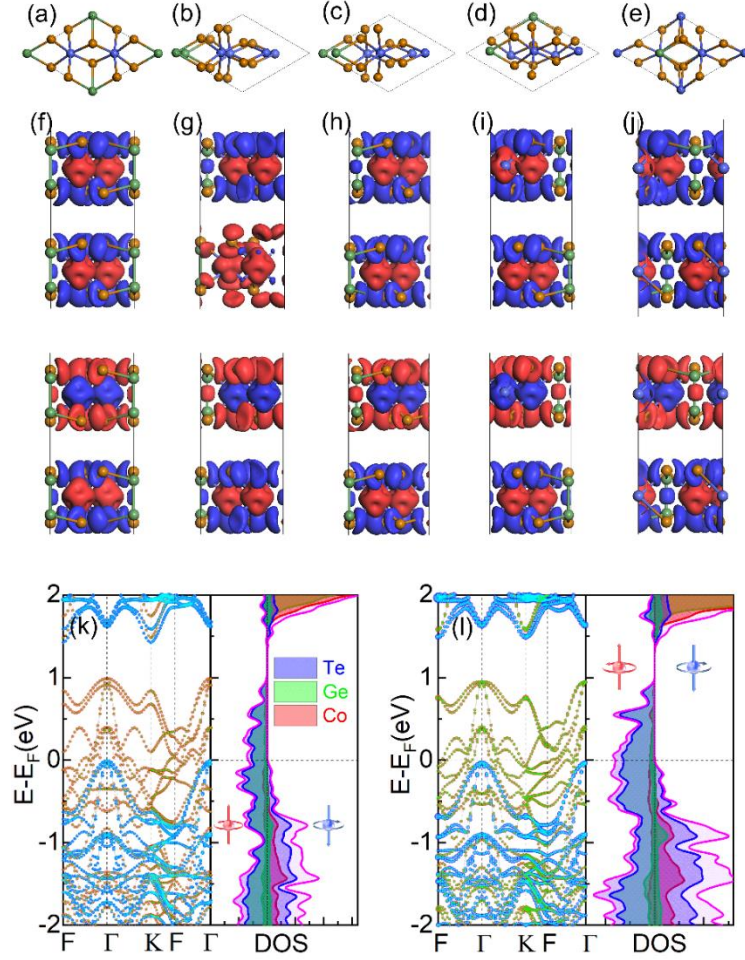 (a) (b) (c) (d) (e)
(f) (g) (h) (i) (j)
(k) (l)
2 2
1 1
0 0
-1 -1
-2 -2
E-E_F(eV) E-E_F(eV)
Te
Ge
Co
F Γ K F Γ DOS F Γ K F Γ DOS